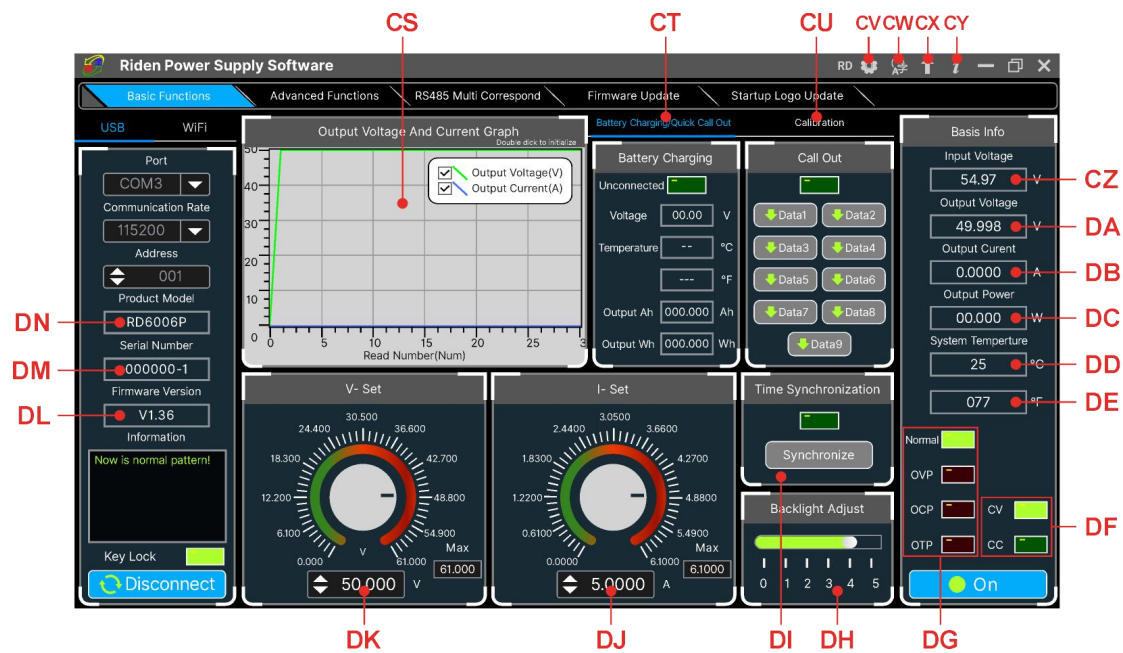 CS
CT
CU
CV CW CX CY
Riden Power Supply Software
RD
Basic Functions
Advanced Functions
RS485 Multi Correspond
Firmware Update
Startup Logo Update
USB
WiFi
Port
COM3
Communication Rate
115200
Address
001
Product Model
RD6006P
Serial Number
000000-1
Firmware Version
V1.36
Information
Now is normal pattern!
Key Lock
Disconnect
DN
DM
DL
Output Voltage And Current Graph
Double dick to initialize
Output Voltage(V)
Output Current(A)
50
40
30
20
10
0
0 5 10 15 20 25 3
Read Number(Num)
Battery Charging/Quick Call Out
Calibration
Battery Charging
Unconnected
Voltage 00.00 V
Temperature -- °C
--- °F
Output Ah 000.000 Ah
Output Wh 000.000 Wh
Call Out
Data1 Data2
Data3 Data4
Data5 Data6
Data7 Data8
Data9
V- Set
30.500
24.400 36.600
18.300 42.700
12.200 48.800
6.100 54.900
V
0.0000 61.000
Max
61.000
50.000 V
I- Set
3.0500
2.4400 3.6600
1.8300 4.2700
1.2200 4.8800
0.6100 5.4900
A
0.0000 6.1000
Max
6.1000
5.0000 A
Time Synchronization
Synchronize
Backlight Adjust
0 1 2 3 4 5
Basis Info
Input Voltage
54.97 V
Output Voltage
49.998 V
Output Curent
0.0000 A
Output Power
00.000 W
System Temperture
25 °C
077 °F
Normal
OVP
OCP CV
OTP CC
On
CZ
DA
DB
DC
DD
DE
DF
DK
DJ
DI
DH
DG